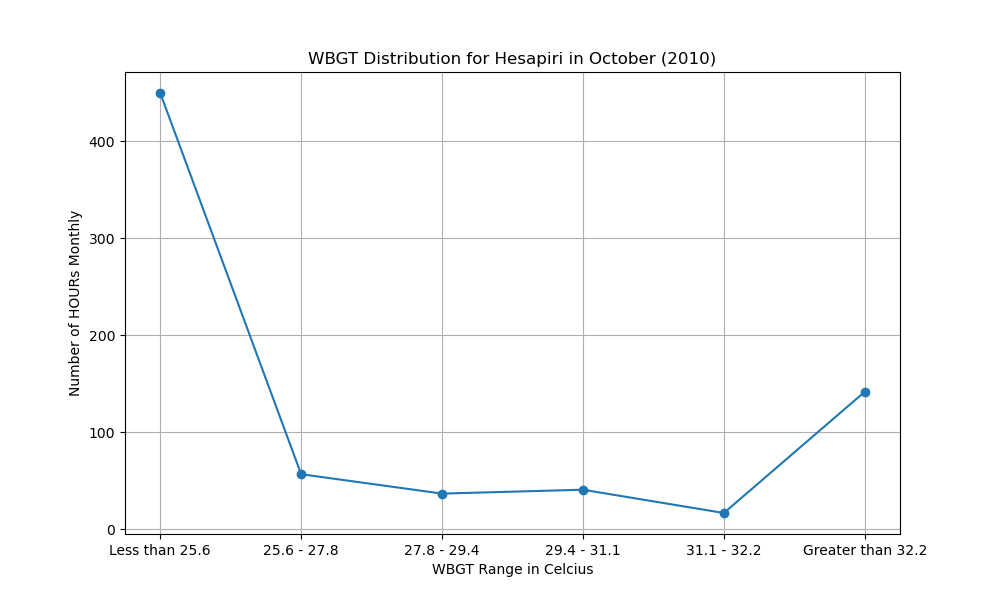 WBGT Distribution for Hesapiri in October (2010)
Number of HOURs Monthly
400
300
200
100
0
Less than 25.6
25.6 - 27.8
27.8 - 29.4
29.4 - 31.1
31.1 - 32.2
Greater than 32.2
WBGT Range in Celcius